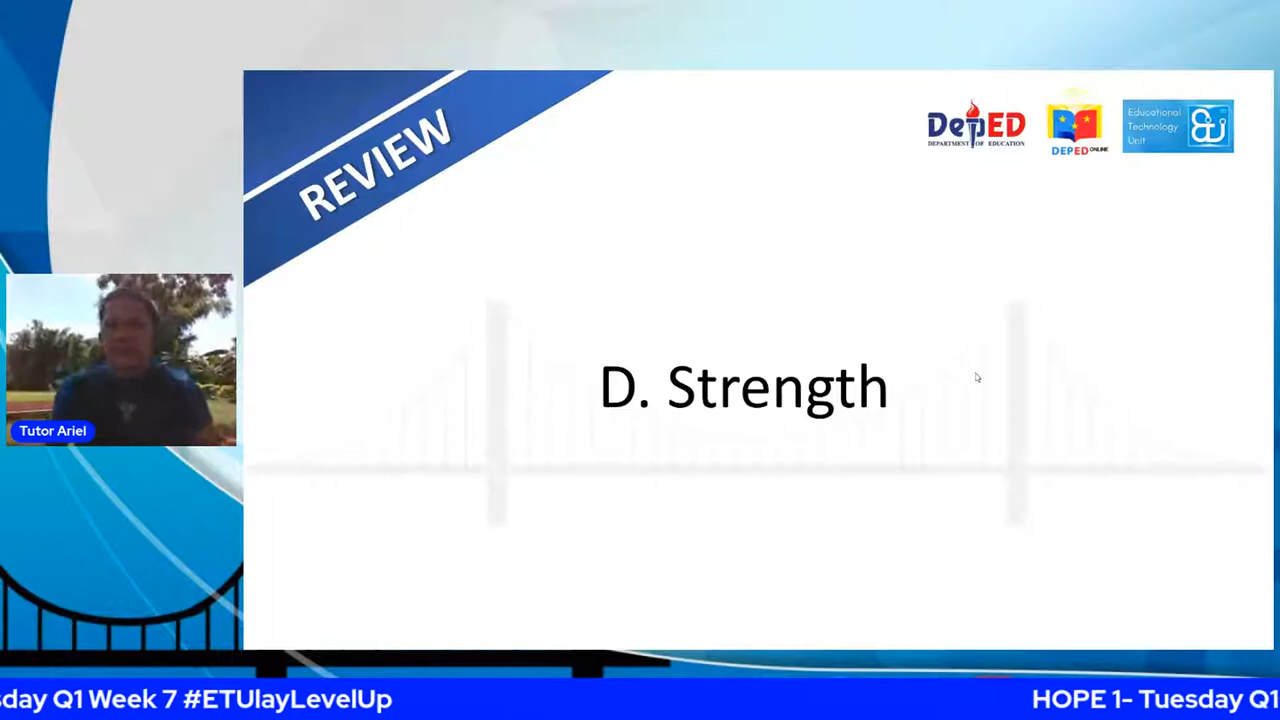 REVIEW
DepED
DEPARTMENT OF EDUCATION
DEPED ONLINE
Educational
Technology
Unit
D. Strength
Tutor Ariel
sday Q1 Week 7 #ETUlayLevelUp
HOPE 1- Tuesday Q1